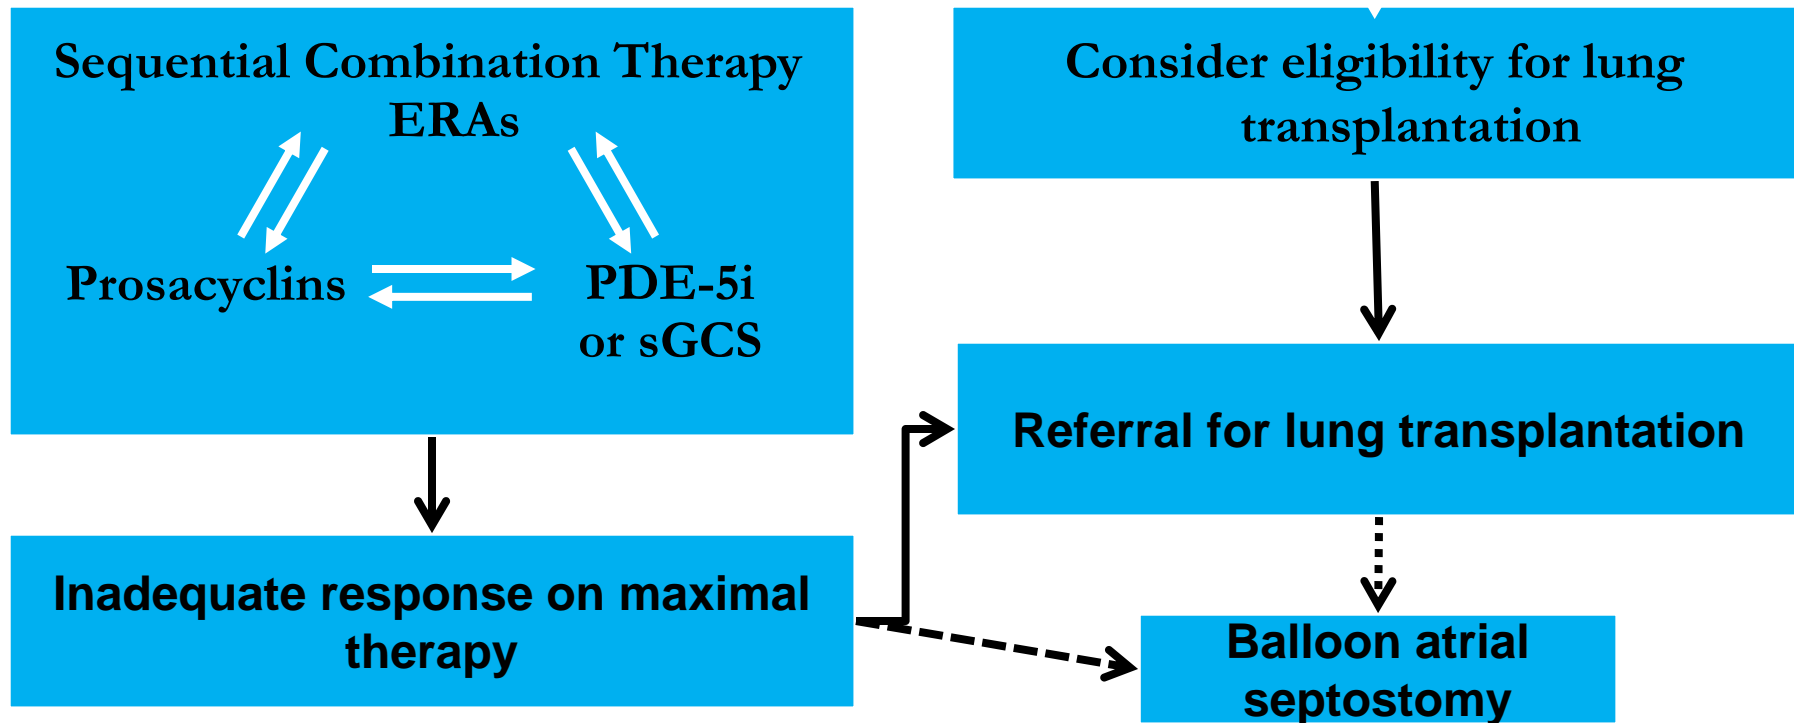 Sequential Combination Therapy
ERAs
Prosacyclins
PDE-5i
or sGCS
Inadequate response on maximal
therapy
Consider eligibility for lung
transplantation
Referral for lung transplantation
Balloon atrial
septostomy